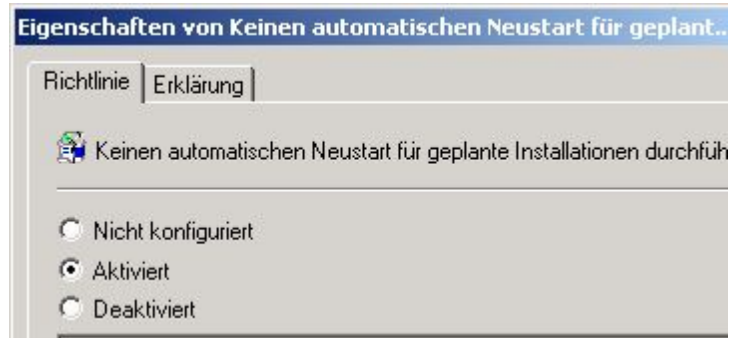 Eigenschaften von Keinen automatischen Neustart für geplant..
Richtlinie Erklärung
Keinen automatischen Neustart für geplante Installationen durchfüh
Nicht konfiguriert
Aktiviert
Deaktiviert